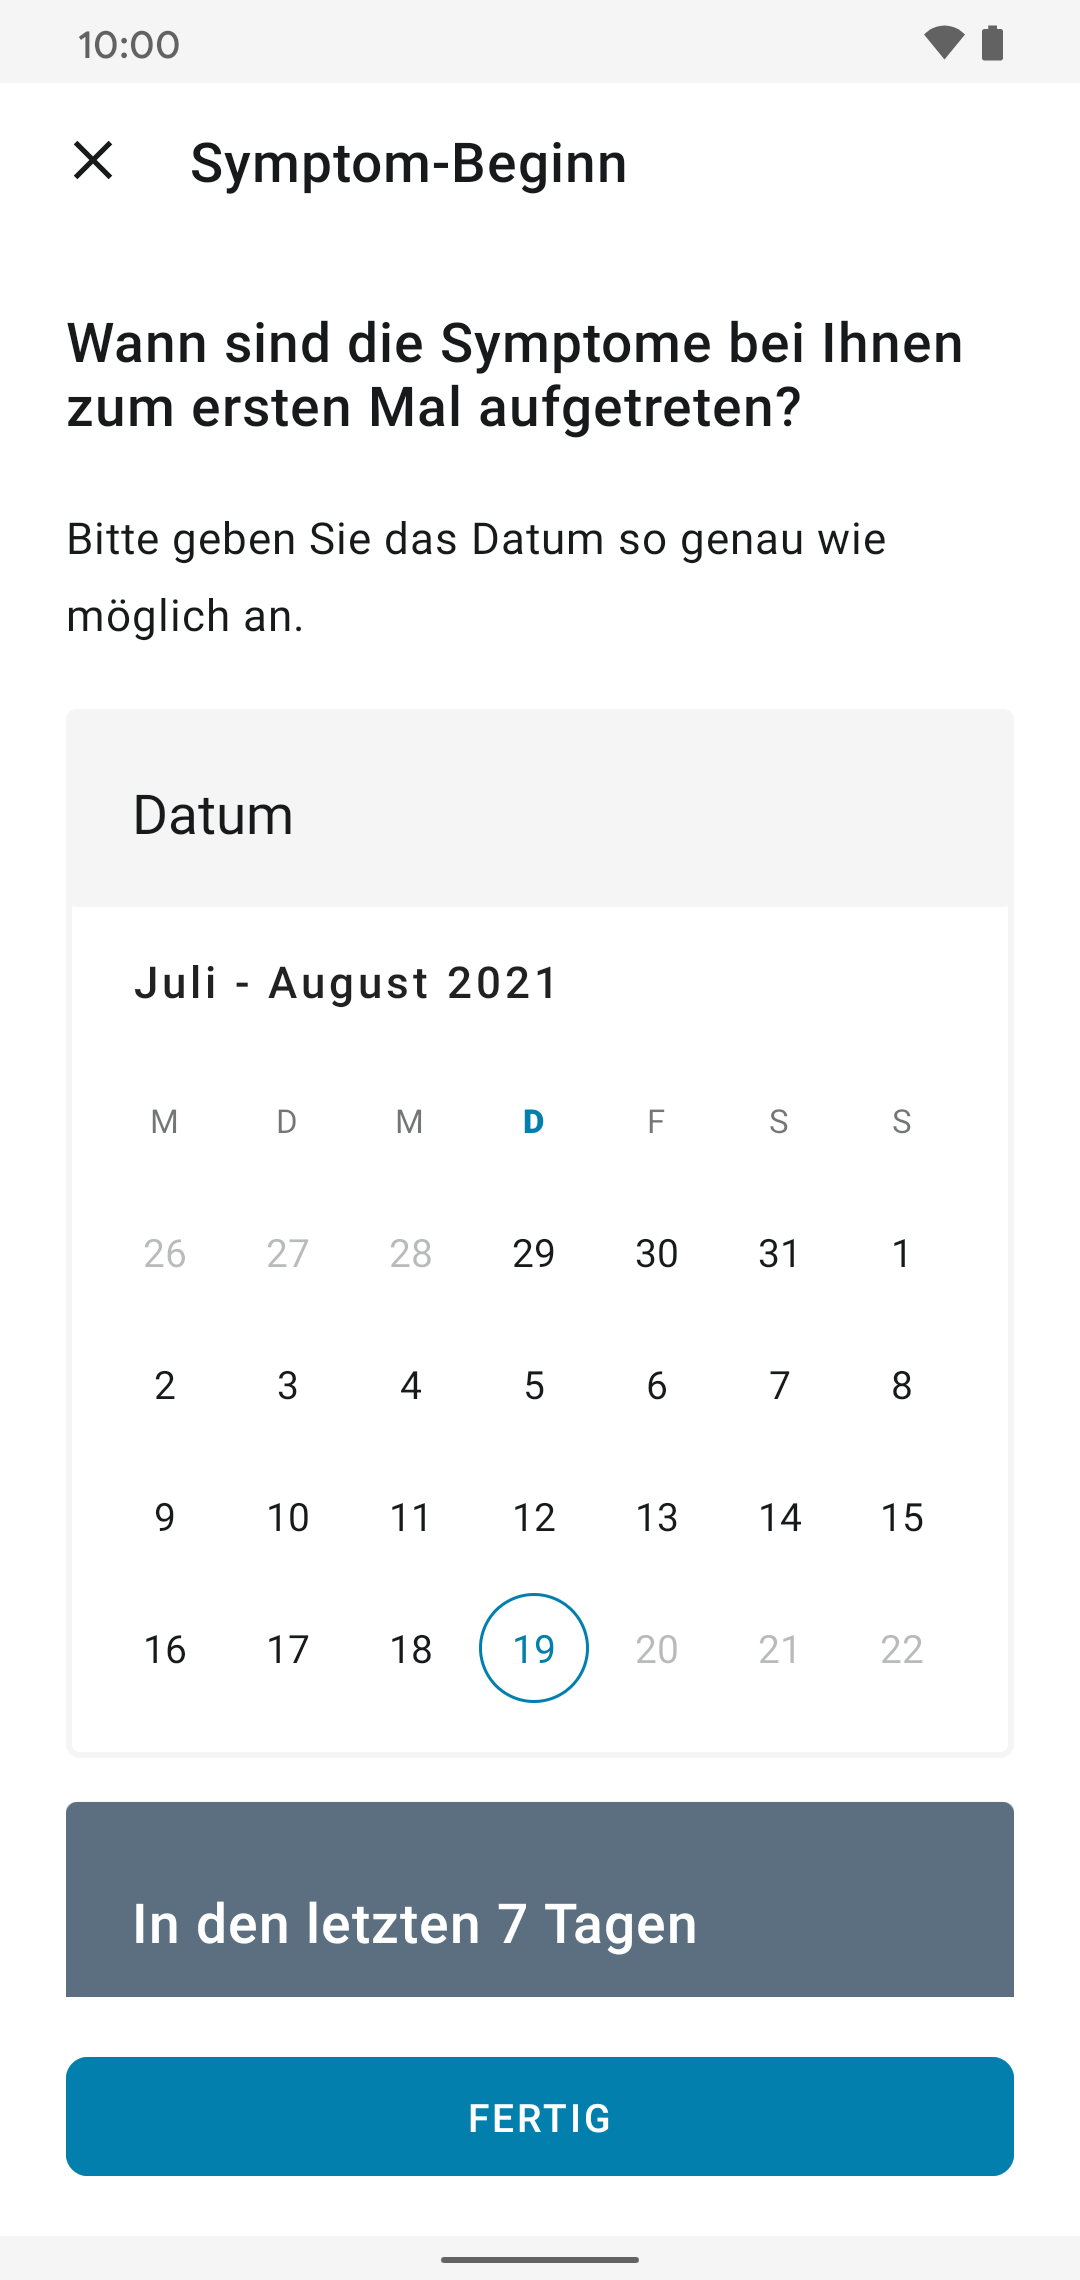 10:00
Symptom-Beginn
Wann sind die Symptome bei Ihnen
zum ersten Mal aufgetreten?
Bitte geben Sie das Datum so genau wie
möglich an.
Datum
Juli - August 2021
M D M D F S S
26 27 28 29 30 31 1
2 3 4 5 6 7 8
9 10 11 12 13 14 15
16 17 18 19 20 21 22
In den letzten 7 Tagen
FERTIG